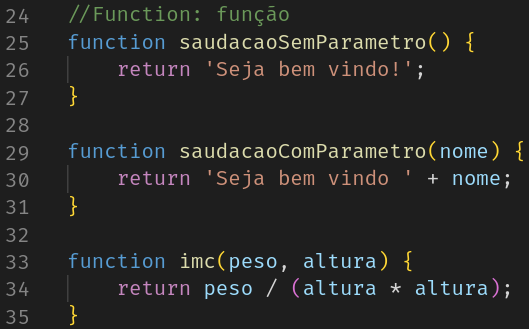 24 //Function: função
25 function saudacaoSemParametro() {
26 return 'Seja bem vindo!';
27 }
28
29 function saudacaoComParametro(nome) {
30 return 'Seja bem vindo ' + nome;
31 }
32
33 function imc(peso, altura) {
34 return peso / (altura * altura);
35 }